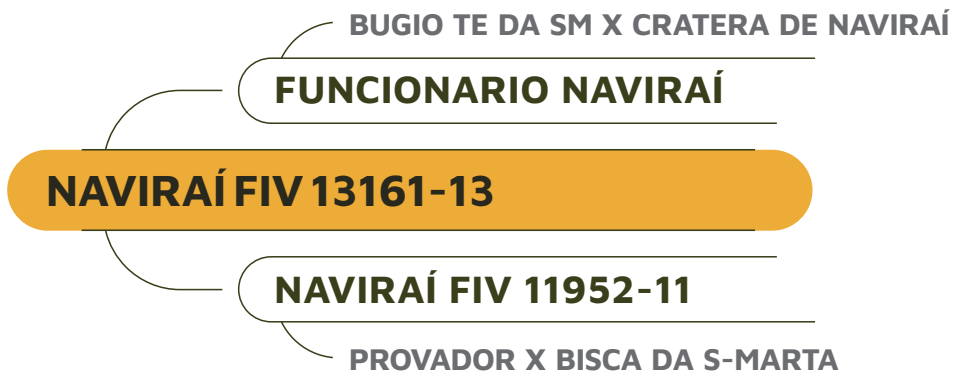 BUGIO TE DA SM X CRATERA DE NAVIRAÍ
FUNCIONARIO NAVIRAÍ
NAVIRAÍ FIV 13161-13
NAVIRAÍ FIV 11952-11
PROVADOR X BISCA DA S-MARTA